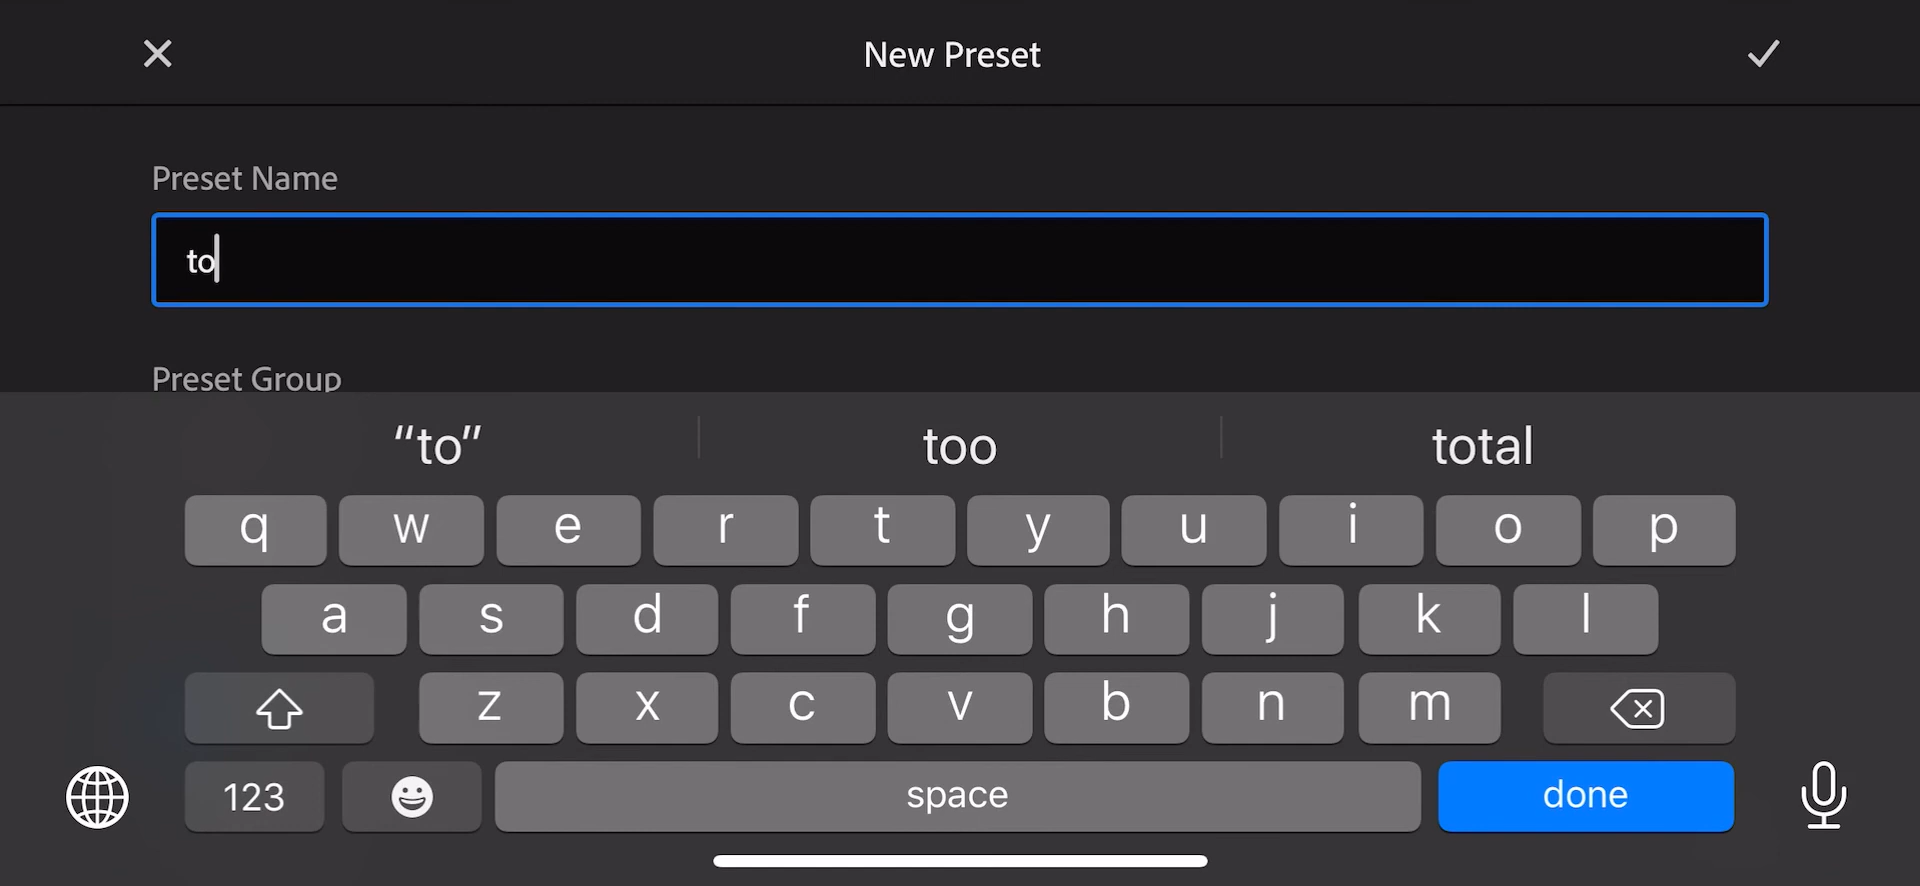 New Preset
Preset Name
to
Preset Group
“to” too total
q w e r t y u i o p
a s d f g h j k l
z x c v b n m
123 space done